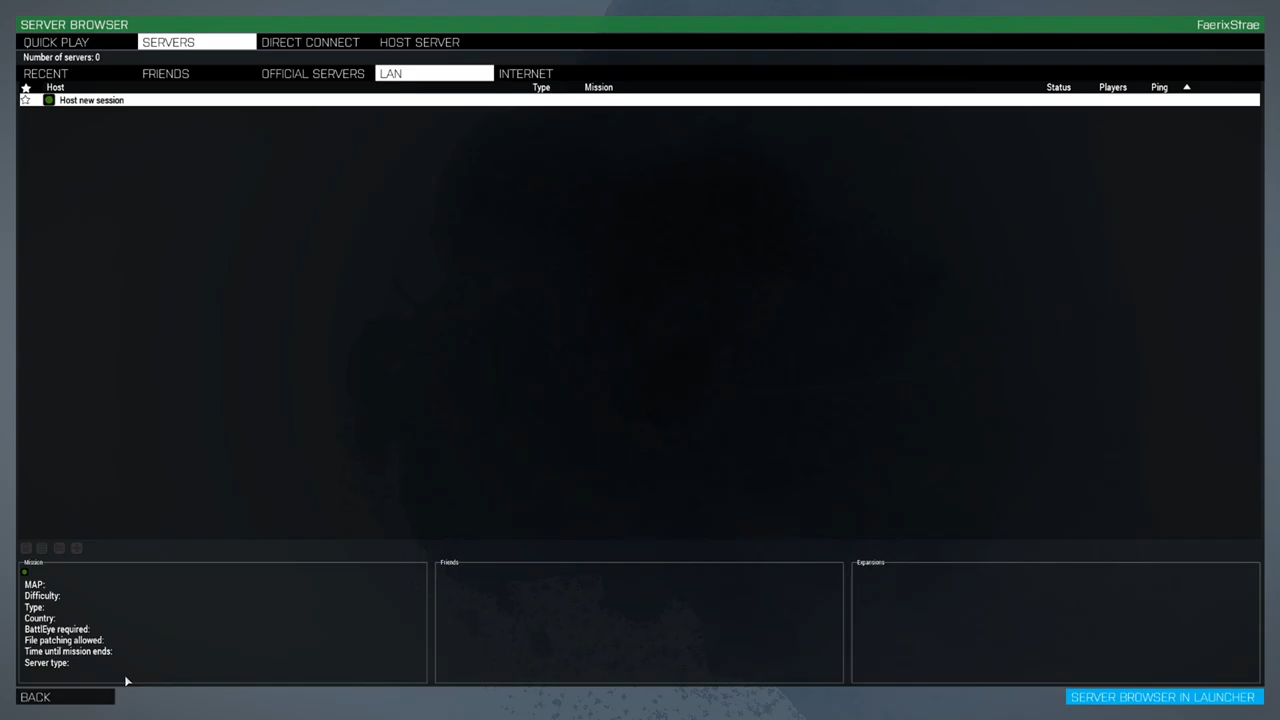 SERVER BROWSER
FaerixStrae
QUICK PLAY SERVERS DIRECT CONNECT HOST SERVER
Number of servers: 0
RECENT FRIENDS OFFICIAL SERVERS LAN INTERNET
Host Type Mission Status Players Ping
Host new session
Mission
Friends
Expansions
MAP:
Difficulty:
Type:
Country:
BattlEye required:
File patching allowed:
Time until mission ends:
Server type:
BACK
SERVER BROWSER IN LAUNCHER